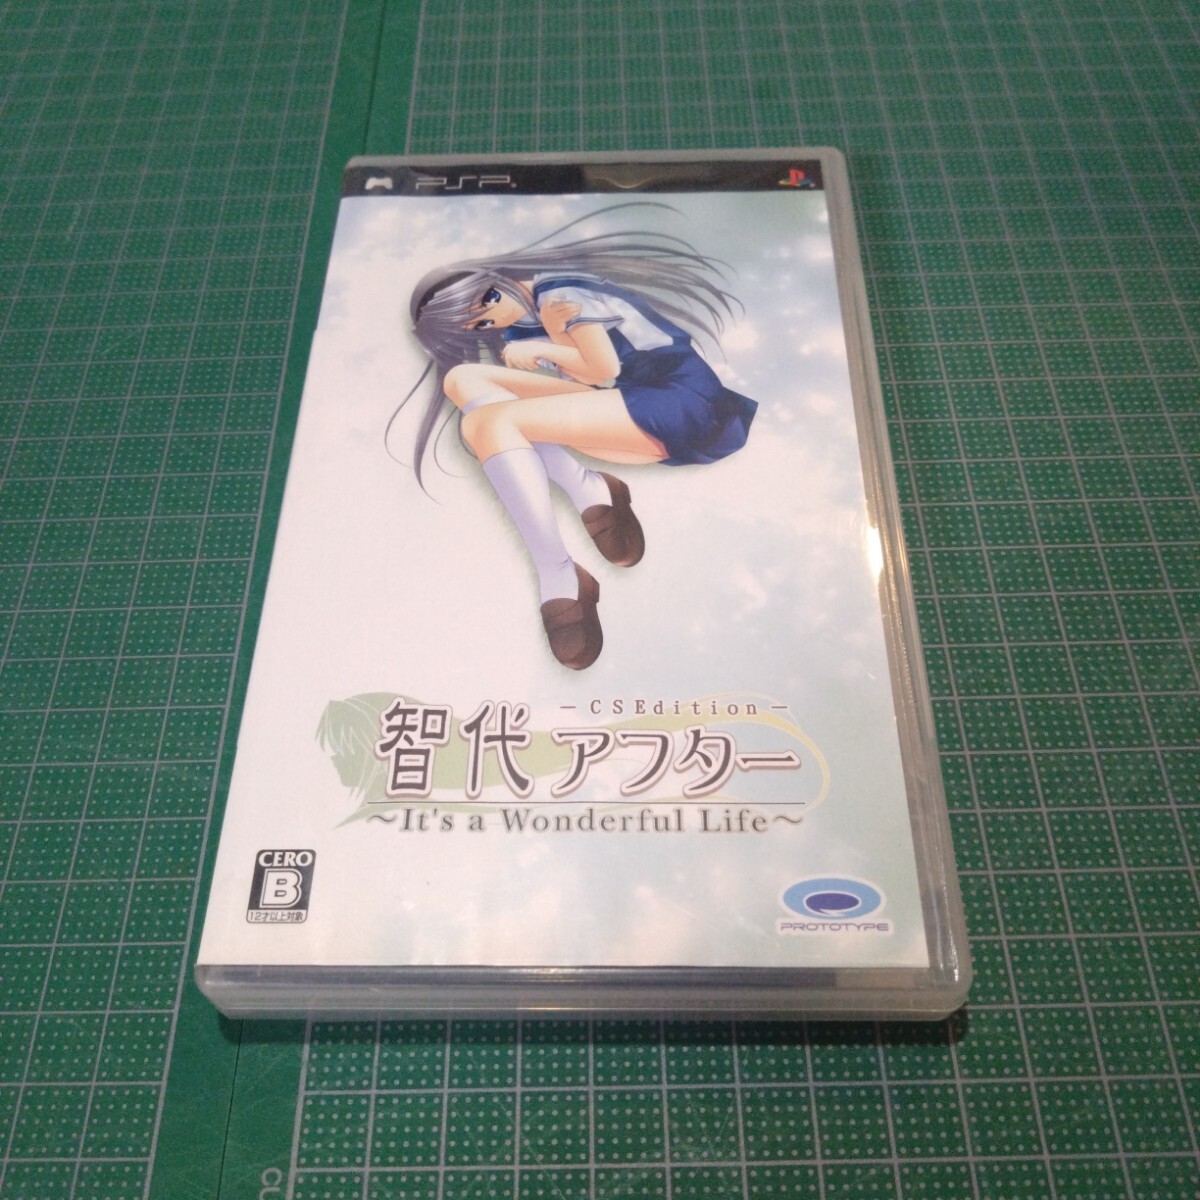 PSP
－CSEdition－
智代アフター
～It's a Wonderful Life～
CERO
B
12才以上対象
PROTOTYPE